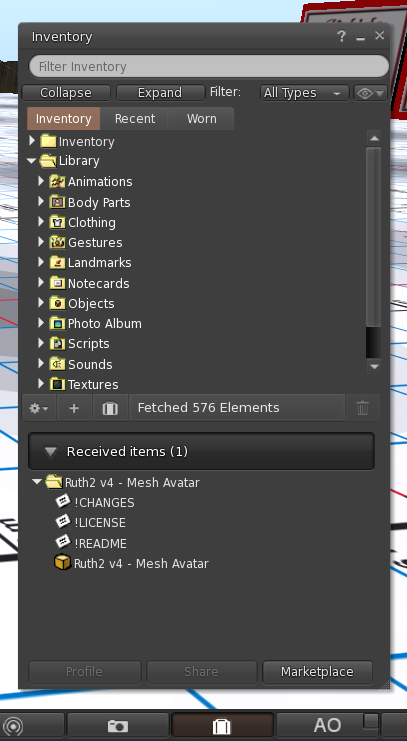 Inventory ?
Filter Inventory
Collapse Expand Filter: All Types
Inventory Recent Worn
Inventory
Library
Animations
Body Parts
Clothing
Gestures
Landmarks
Notecards
Objects
Photo Album
Scripts
Sounds
Textures
Fetched 576 Elements
Received items (1)
Ruth2 v4 - Mesh Avatar
!CHANGES
!LICENSE
!README
Ruth2 v4 - Mesh Avatar
Profile Share Marketplace
AO